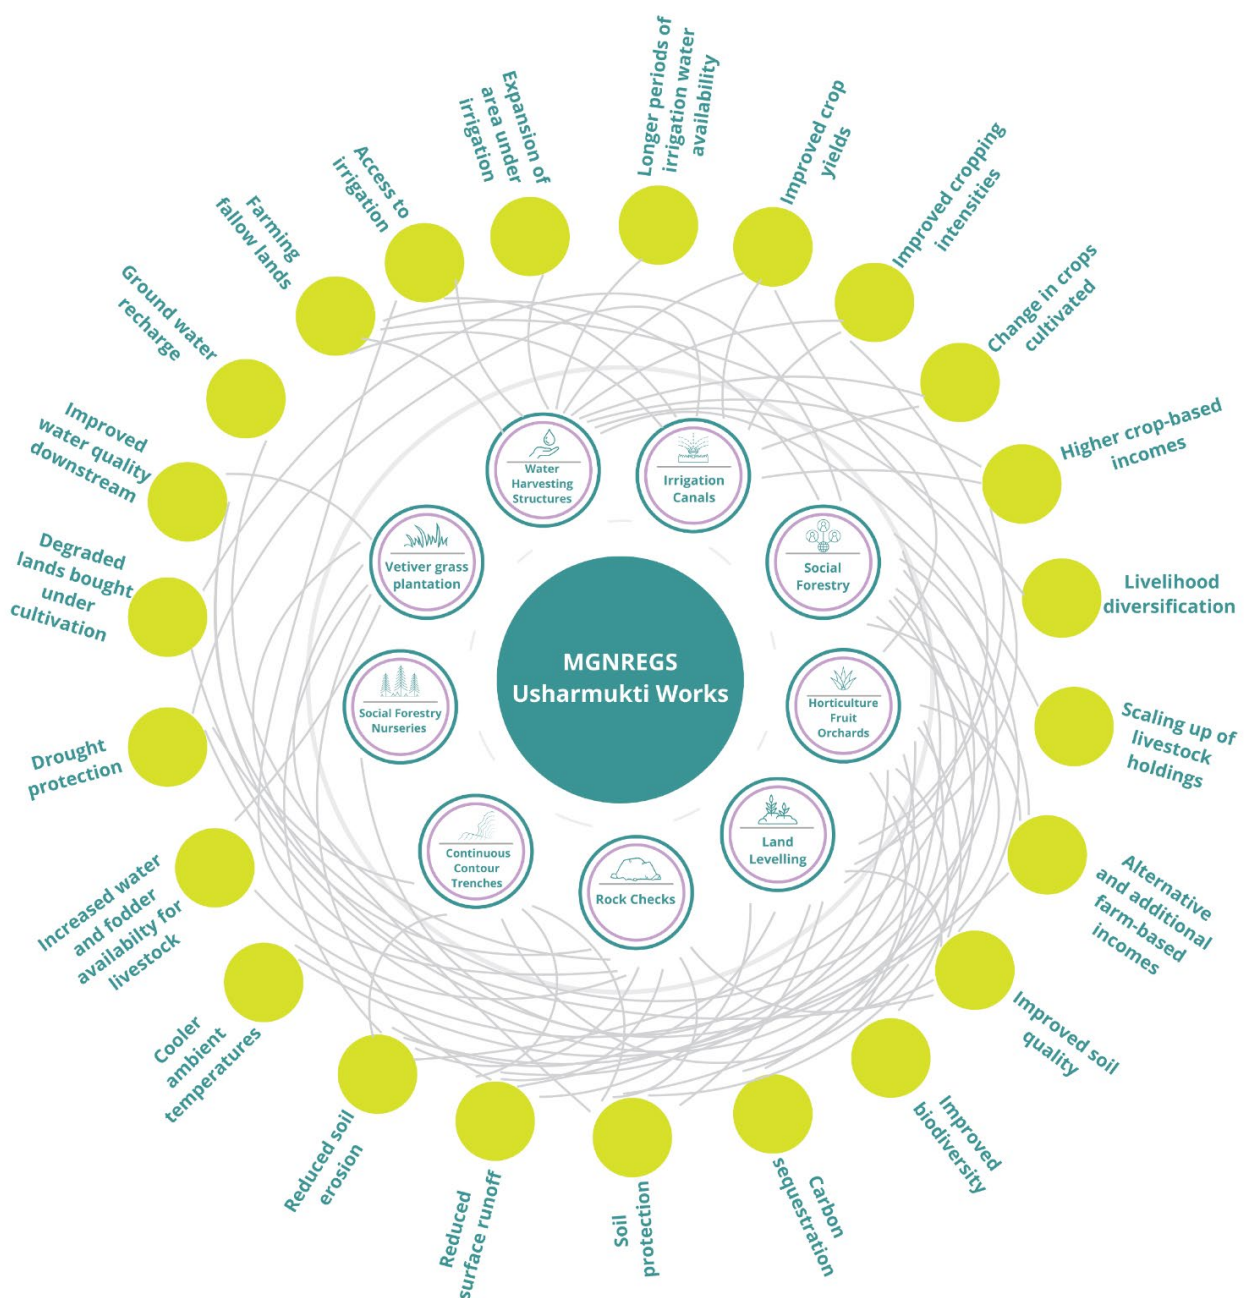 MGNREGS
Usharmukti Works
Water
Harvesting
Structures
Irrigation
Canals
Social
Forestry
Horticulture
Fruit
Orchards
Land
Levelling
Rock Checks
Continuous
Contour
Trenches
Social Forestry
Nurseries
Vetiver grass
plantation
Longer periods of
irrigation water
availability
Improved crop
yields
Improved cropping
intensities
Change in crops
cultivated
Higher crop-based
incomes
Livelihood
diversification
Scaling up of
livestock
holdings
Alternative
and additional
farm-based
incomes
Improved soil
quality
Improved
biodiversity
Carbon
sequestration
Soil
protection
Reduced
surface runoff
Reduced soil
erosion
Cooler
ambient
temperatures
Increased water
and fodder
availabilty for
livestock
Drought
protection
Degraded
lands bought
under
cultivation
Improved
water quality
downstream
Ground water
recharge
Farming
fallow lands
Access to
irrigation
Expansion of
area under
irrigation